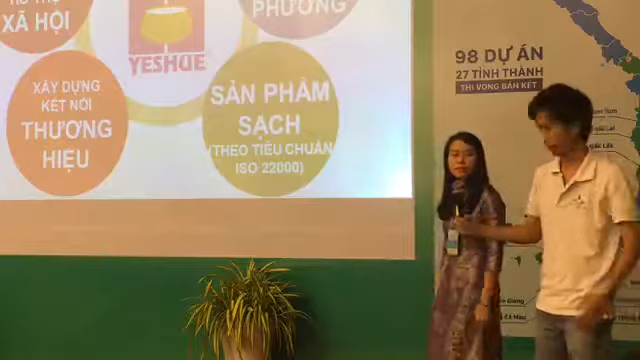 XÃ HỘI
PHƯƠNG
YESHUE
XÂY DỰNG
KẾT NỐI
THƯƠNG
HIỆU
SẢN PHẨM
SẠCH
(THEO TIÊU CHUẨN
ISO 22000)
98 DỰ ÁN
27 TỈNH THÀNH
THI VÒNG BÁN KẾT